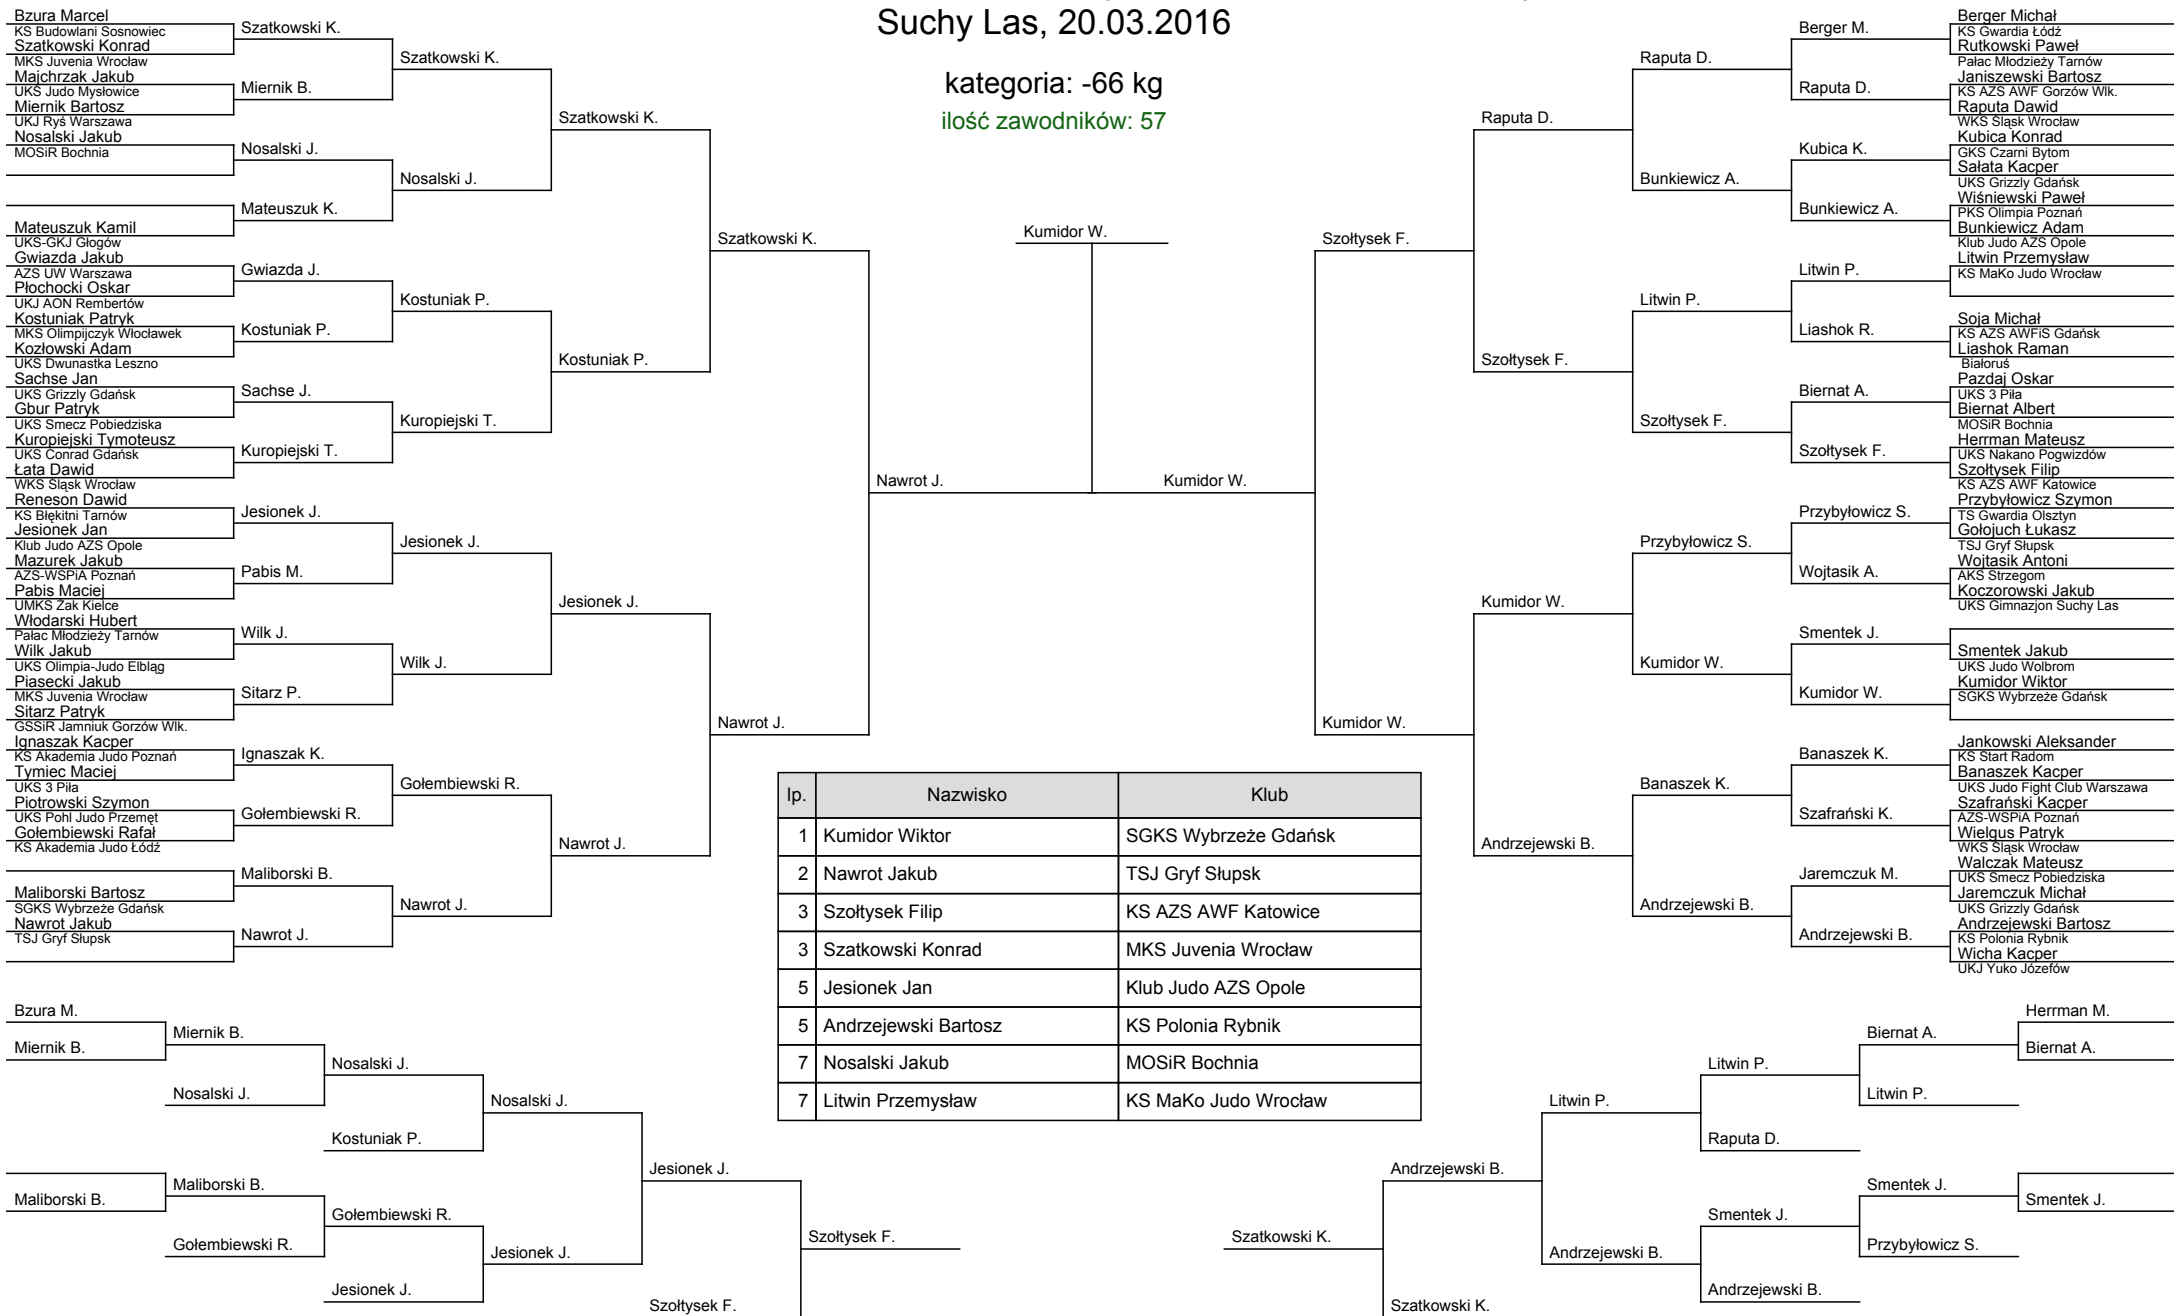 Suchy Las, 20.03.2016
kategoria: -66 kg
ilość zawodników: 57
Bzura Marcel
KS Budowlani Sosnowiec
Szatkowski Konrad
MKS Juvenia Wrocław
Majchrzak Jakub
UKS Judo Mysłowice
Miernik Bartosz
UKJ Ryś Warszawa
Nosalski Jakub
MOSiR Bochnia
Mateuszuk Kamil
UKS-GKJ Głogów
Gwiazda Jakub
AZS UW Warszawa
Płochocki Oskar
UKJ AON Rembertów
Kostuniak Patryk
MKS Olimpijczyk Włocławek
Kozłowski Adam
UKS Dwunastka Leszno
Sachse Jan
UKS Grizzly Gdańsk
Gbur Patryk
UKS Smecz Pobiedziska
Kuropiejski Tymoteusz
UKS Conrad Gdańsk
Łata Dawid
WKS Śląsk Wrocław
Reneson Dawid
KS Błękitni Tarnów
Jesionek Jan
Klub Judo AZS Opole
Mazurek Jakub
AZS-WSPiA Poznań
Pabis Maciej
UMKS Żak Kielce
Włodarski Hubert
Pałac Młodzieży Tarnów
Wilk Jakub
UKS Olimpia-Judo Elbląg
Piasecki Jakub
MKS Juvenia Wrocław
Sitarz Patryk
GSSiR Jamniuk Gorzów Wlk.
Ignaszak Kacper
KS Akademia Judo Poznań
Tymiec Maciej
UKS 3 Piła
Piotrowski Szymon
UKS Pohl Judo Przemęt
Gołembiewski Rafał
KS Akademia Judo Łódź
Maliborski Bartosz
SGKS Wybrzeże Gdańsk
Nawrot Jakub
TSJ Gryf Słupsk
Szatkowski K.
Miernik B.
Nosalski J.
Mateuszuk K.
Gwiazda J.
Kostuniak P.
Sachse J.
Kuropiejski T.
Jesionek J.
Pabis M.
Wilk J.
Sitarz P.
Ignaszak K.
Gołembiewski R.
Maliborski B.
Nawrot J.
Szatkowski K.
Nosalski J.
Kostuniak P.
Kuropiejski T.
Jesionek J.
Wilk J.
Gołembiewski R.
Nawrot J.
Szatkowski K.
Kostuniak P.
Jesionek J.
Nawrot J.
Szatkowski K.
Nawrot J.
Nawrot J.
Kumidor W.
Kumidor W.
Szołtysek F.
Kumidor W.
Raputa D.
Szołtysek F.
Kumidor W.
Andrzejewski B.
Raputa D.
Bunkiewicz A.
Litwin P.
Szołtysek F.
Przybyłowicz S.
Kumidor W.
Banaszek K.
Andrzejewski B.
Berger M.
Raputa D.
Kubica K.
Bunkiewicz A.
Litwin P.
Liashok R.
Biernat A.
Szołtysek F.
Przybyłowicz S.
Wojtasik A.
Smentek J.
Kumidor W.
Banaszek K.
Szafrański K.
Jaremczuk M.
Andrzejewski B.
Berger Michał
KS Gwardia Łódź
Rutkowski Paweł
Pałac Młodzieży Tarnów
Janiszewski Bartosz
KS AZS AWF Gorzów Wlk.
Raputa Dawid
WKS Śląsk Wrocław
Kubica Konrad
GKS Czarni Bytom
Sałata Kacper
UKS Grizzly Gdańsk
Wiśniewski Paweł
PKS Olimpia Poznań
Bunkiewicz Adam
Klub Judo AZS Opole
Litwin Przemysław
KS MaKo Judo Wrocław
Soja Michał
KS AZS AWFiS Gdańsk
Liashok Raman
Białoruś
Pazdaj Oskar
UKS 3 Piła
Biernat Albert
MOSiR Bochnia
Herrman Mateusz
UKS Nakano Pogwizdów
Szołtysek Filip
KS AZS AWF Katowice
Przybyłowicz Szymon
TS Gwardia Olsztyn
Gołojuch Łukasz
TSJ Gryf Słupsk
Wojtasik Antoni
AKS Strzegom
Koczorowski Jakub
UKS Gimnazjon Suchy Las
Smentek Jakub
UKS Judo Wolbrom
Kumidor Wiktor
SGKS Wybrzeże Gdańsk
Jankowski Aleksander
KS Start Radom
Banaszek Kacper
UKS Judo Fight Club Warszawa
Szafrański Kacper
AZS-WSPiA Poznań
Wielgus Patryk
WKS Śląsk Wrocław
Walczak Mateusz
UKS Smecz Pobiedziska
Jaremczuk Michał
UKS Grizzly Gdańsk
Andrzejewski Bartosz
KS Polonia Rybnik
Wicha Kacper
UKJ Yuko Józefów
lp. Nazwisko Klub
1 Kumidor Wiktor SGKS Wybrzeże Gdańsk
2 Nawrot Jakub TSJ Gryf Słupsk
3 Szołtysek Filip KS AZS AWF Katowice
3 Szatkowski Konrad MKS Juvenia Wrocław
5 Jesionek Jan Klub Judo AZS Opole
5 Andrzejewski Bartosz KS Polonia Rybnik
7 Nosalski Jakub MOSiR Bochnia
7 Litwin Przemysław KS MaKo Judo Wrocław
Bzura M.
Miernik B.
Maliborski B.
Miernik B.
Nosalski J.
Maliborski B.
Gołembiewski R.
Nosalski J.
Kostuniak P.
Gołembiewski R.
Jesionek J.
Nosalski J.
Jesionek J.
Jesionek J.
Szołtysek F.
Szołtysek F.
Szatkowski K.
Andrzejewski B.
Szatkowski K.
Litwin P.
Andrzejewski B.
Litwin P.
Raputa D.
Smentek J.
Andrzejewski B.
Biernat A.
Litwin P.
Smentek J.
Przybyłowicz S.
Herrman M.
Biernat A.
Smentek J.